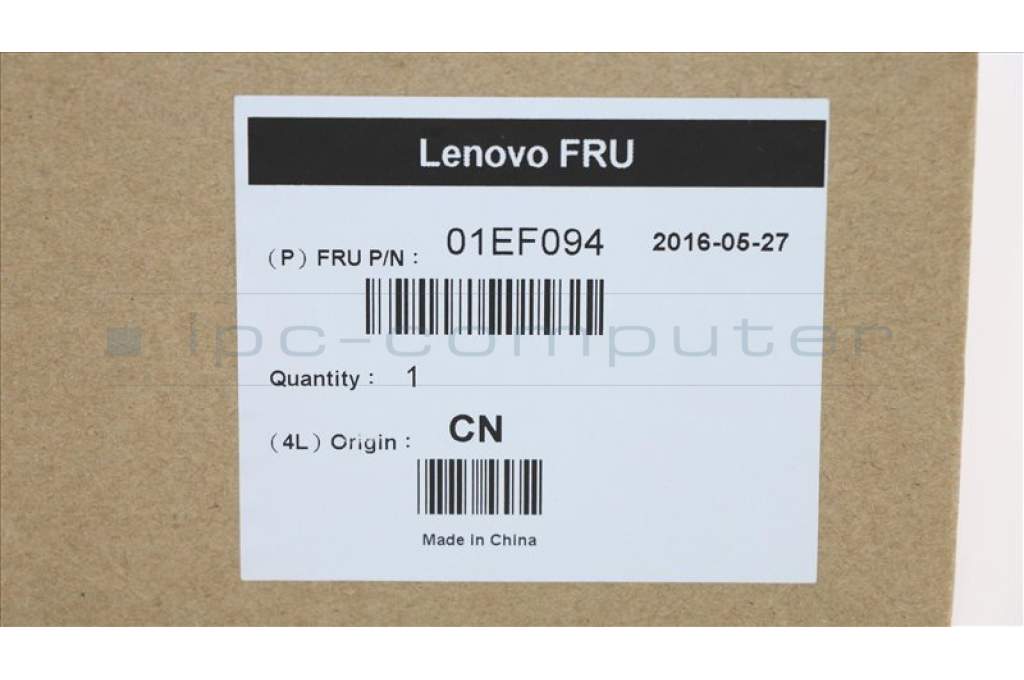 Lenovo FRU
(P) FRU P/N : 01EF094 2016-05-27
ipc-computer
Quantity : 1
(4L) Origin : CN
Made in China